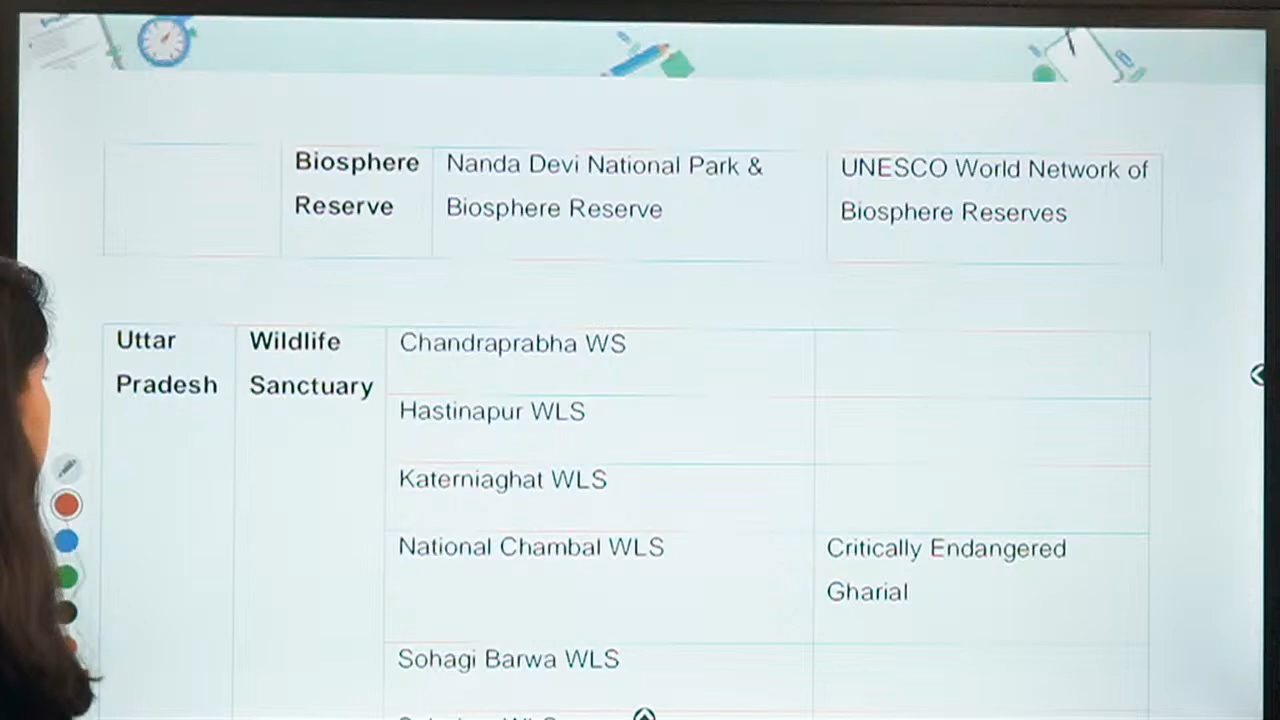 Biosphere Reserve
Nanda Devi National Park &
Biosphere Reserve
UNESCO World Network of
Biosphere Reserves
Uttar
Pradesh
Wildlife
Sanctuary
Chandraprabha WS
Hastinapur WLS
Katerniaghat WLS
National Chambal WLS
Critically Endangered
Gharial
Sohagi Barwa WLS